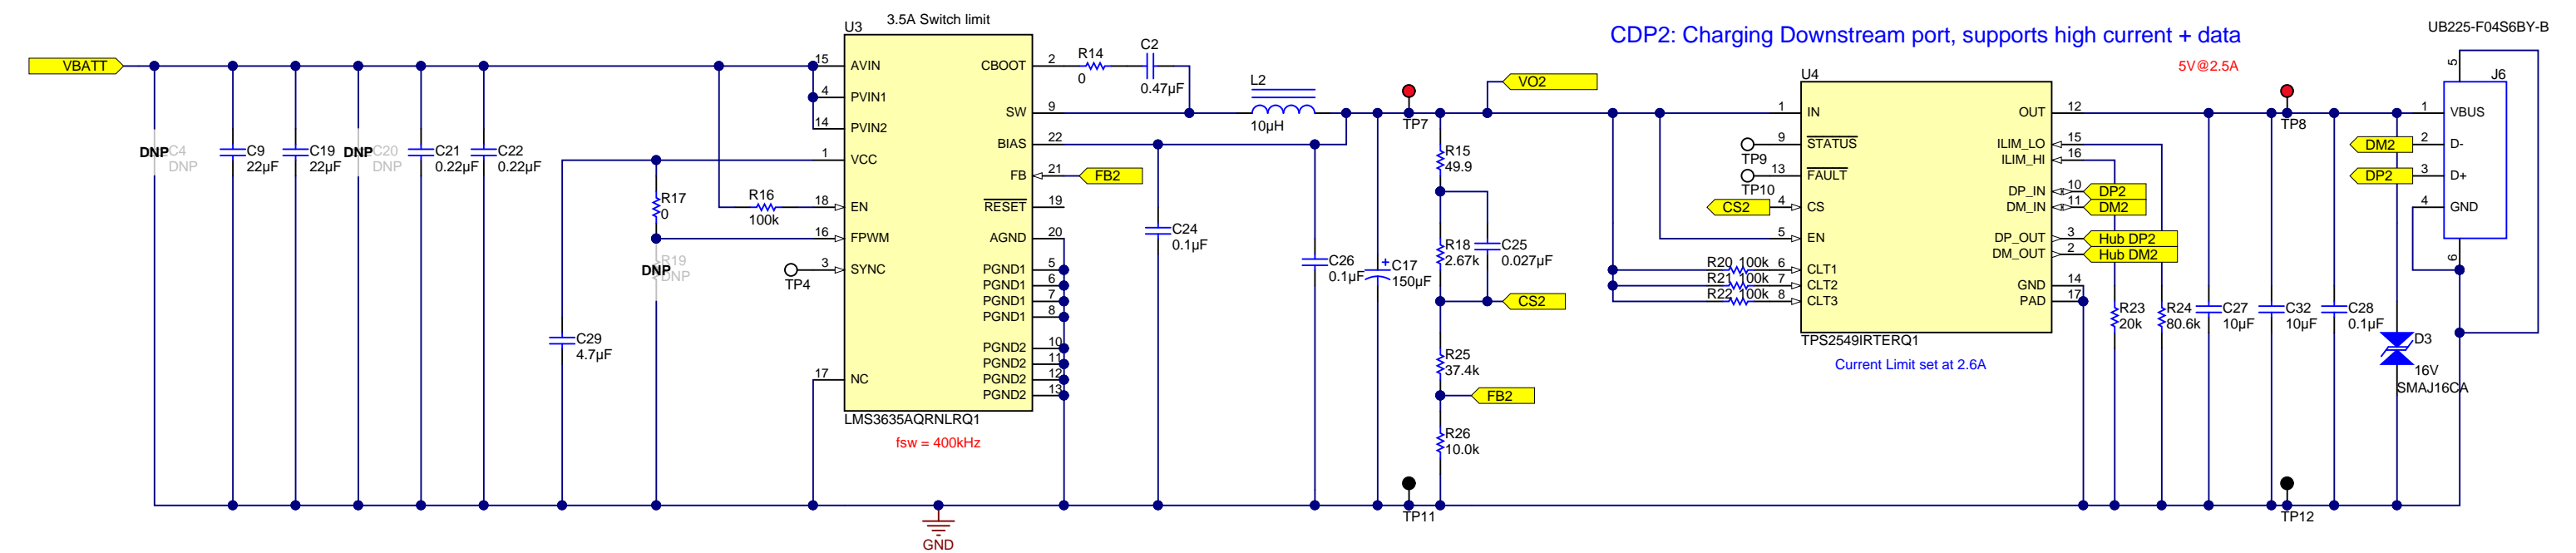 3.5A Switch limit
CDP2: Charging Downstream port, supports high current + data
UB225-F04S6BY-B
5V@2.5A
VBATT
DNP
C4
DNP
C9
22µF
C19
22µF
DNP
C20
DNP
C21
0.22µF
C22
0.22µF
C29
4.7µF
R17
0
DNP
R19
DNP
R16
100k
TP4
U3
15 AVIN
4 PVIN1
14 PVIN2
1 VCC
18 EN
16 FPWM
3 SYNC
17 NC
CBOOT 2
SW 9
BIAS 22
FB 21
RESET 19
AGND 20
PGND1 5
PGND1 6
PGND1 7
PGND1 8
PGND2 10
PGND2 11
PGND2 12
PGND2 13
LMS3635AQRNLRQ1
fsw = 400kHz
GND
R14
0
C2
0.47µF
L2
10µH
FB2
C24
0.1µF
C26
0.1µF
+
C17
150µF
TP7
VO2
R15
49.9
R18
2.67k
C25
0.027µF
CS2
R25
37.4k
FB2
R26
10.0k
TP11
TP9
TP10
CS2
R20 100k
R21 100k
R22 100k
U4
1 IN
9 STATUS
13 FAULT
4 CS
5 EN
6 CLT1
7 CLT2
8 CLT3
OUT 12
ILIM_LO 15
ILIM_HI 16
DP_IN 10 DP2
DM_IN 11 DM2
DP_OUT 3 Hub DP2
DM_OUT 2 Hub DM2
GND 14
PAD 17
TPS2549IRTERQ1
Current Limit set at 2.6A
R23
20k
R24
80.6k
C27
10µF
C32
10µF
C28
0.1µF
TP8
TP12
D3
16V
SMAJ16CA
J6
5
1 VBUS
DM2 2 D-
DP2 3 D+
4 GND
6